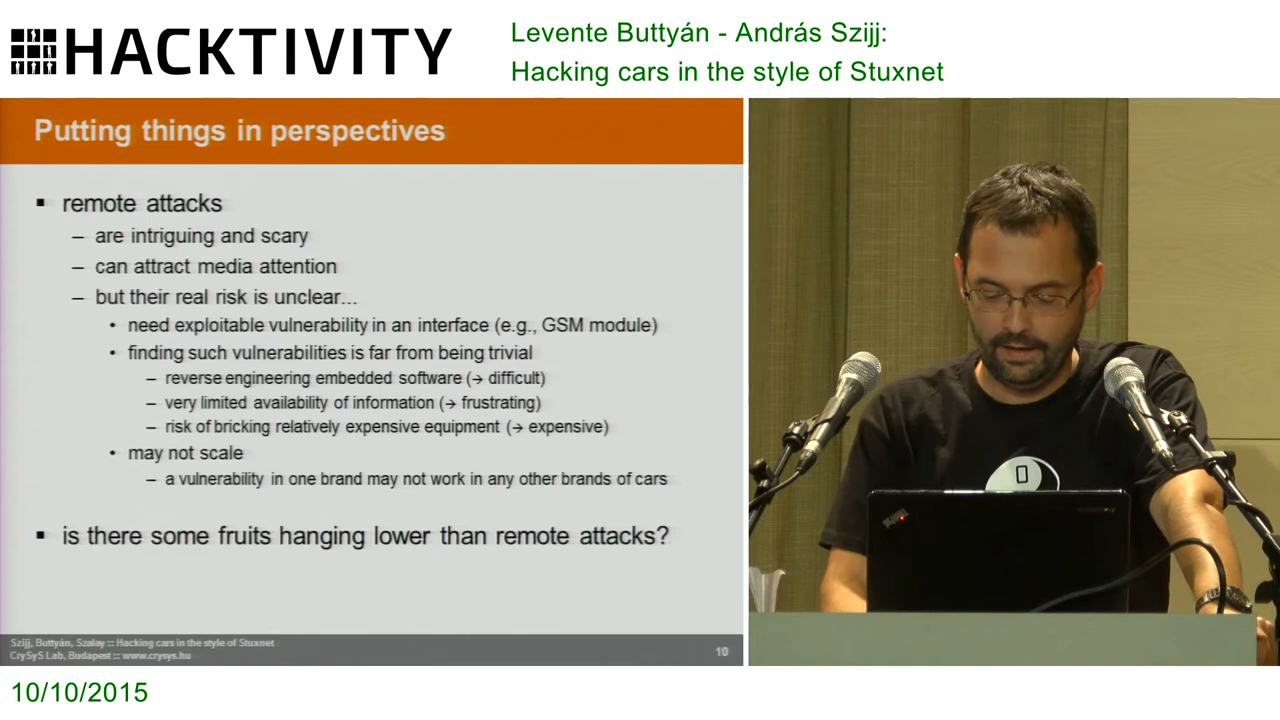 HACKTIVITY
Levente Buttyán - András Szijj:
Hacking cars in the style of Stuxnet
Putting things in perspectives
▪ remote attacks
– are intriguing and scary
– can attract media attention
– but their real risk is unclear...
• need exploitable vulnerability in an interface (e.g., GSM module)
• finding such vulnerabilities is far from being trivial
– reverse engineering embedded software (→ difficult)
– very limited availability of information (→ frustrating)
– risk of bricking relatively expensive equipment (→ expensive)
• may not scale
– a vulnerability in one brand may not work in any other brands of cars
▪ is there some fruits hanging lower than remote attacks?
Szijj, Buttyán, Szalay :: Hacking cars in the style of Stuxnet
CrySyS Lab, Budapest :: www.crysys.hu
10
0
10/10/2015